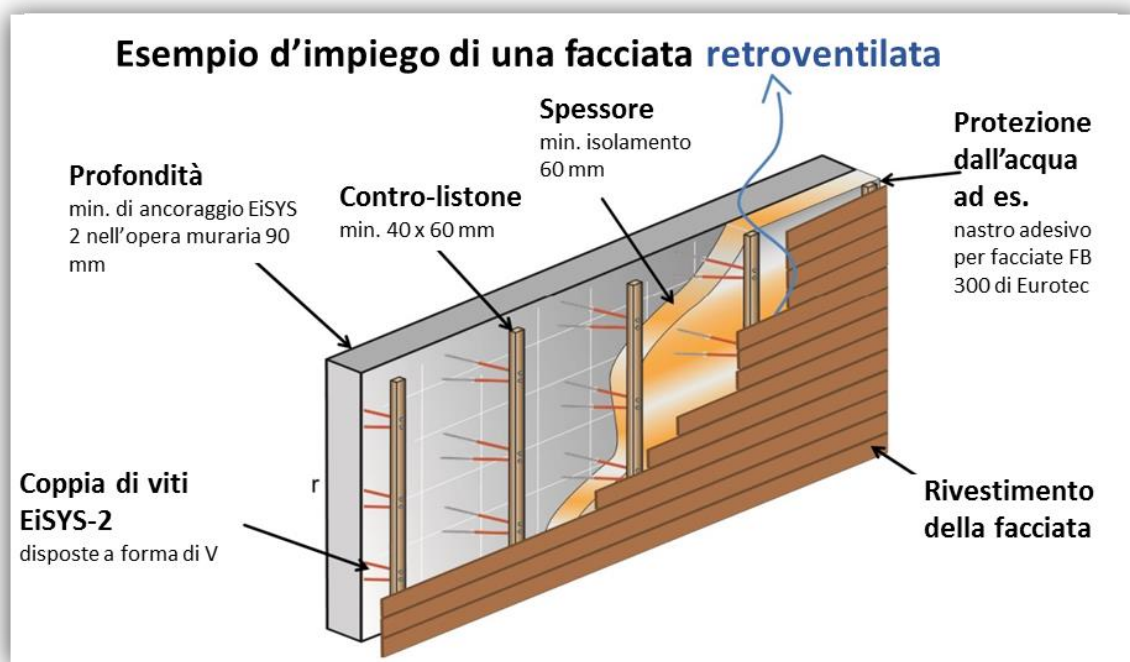 Esempio d’impiego di una facciata retroventilata
Spessore
min. isolamento
60 mm
Protezione
dall’acqua
ad es.
nastro adesivo
per facciate FB
300 di Eurotec
Profondità
min. di ancoraggio EiSYS
2 nell’opera muraria 90
mm
Contro-listone
min. 40 x 60 mm
Coppia di viti
EiSYS-2
disposte a forma di V
r
Rivestimento
della facciata